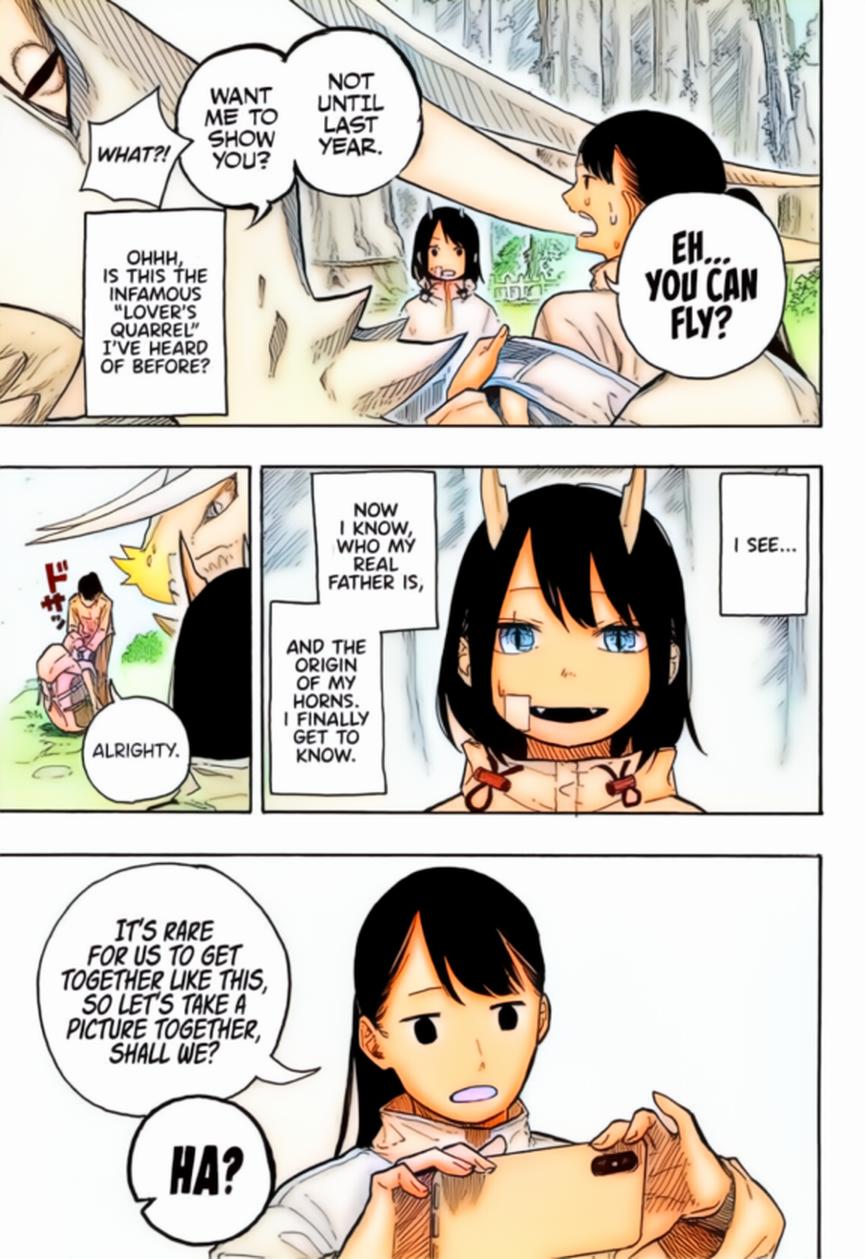 EH...
YOU CAN
FLY?
NOT
UNTIL
LAST
YEAR.
WANT
ME TO
SHOW
YOU?
WHAT?!
OHHH,
IS THIS THE
INFAMOUS
"LOVER'S
QUARREL"
I'VE HEARD
OF BEFORE?
I SEE...
NOW
I KNOW,
WHO MY
REAL
FATHER IS,
AND THE
ORIGIN
OF MY
HORNS.
I FINALLY
GET TO
KNOW.
ドサッ
ALRIGHTY.
IT'S RARE
FOR US TO GET
TOGETHER LIKE THIS,
SO LET'S TAKE A
PICTURE TOGETHER,
SHALL WE?
HA?